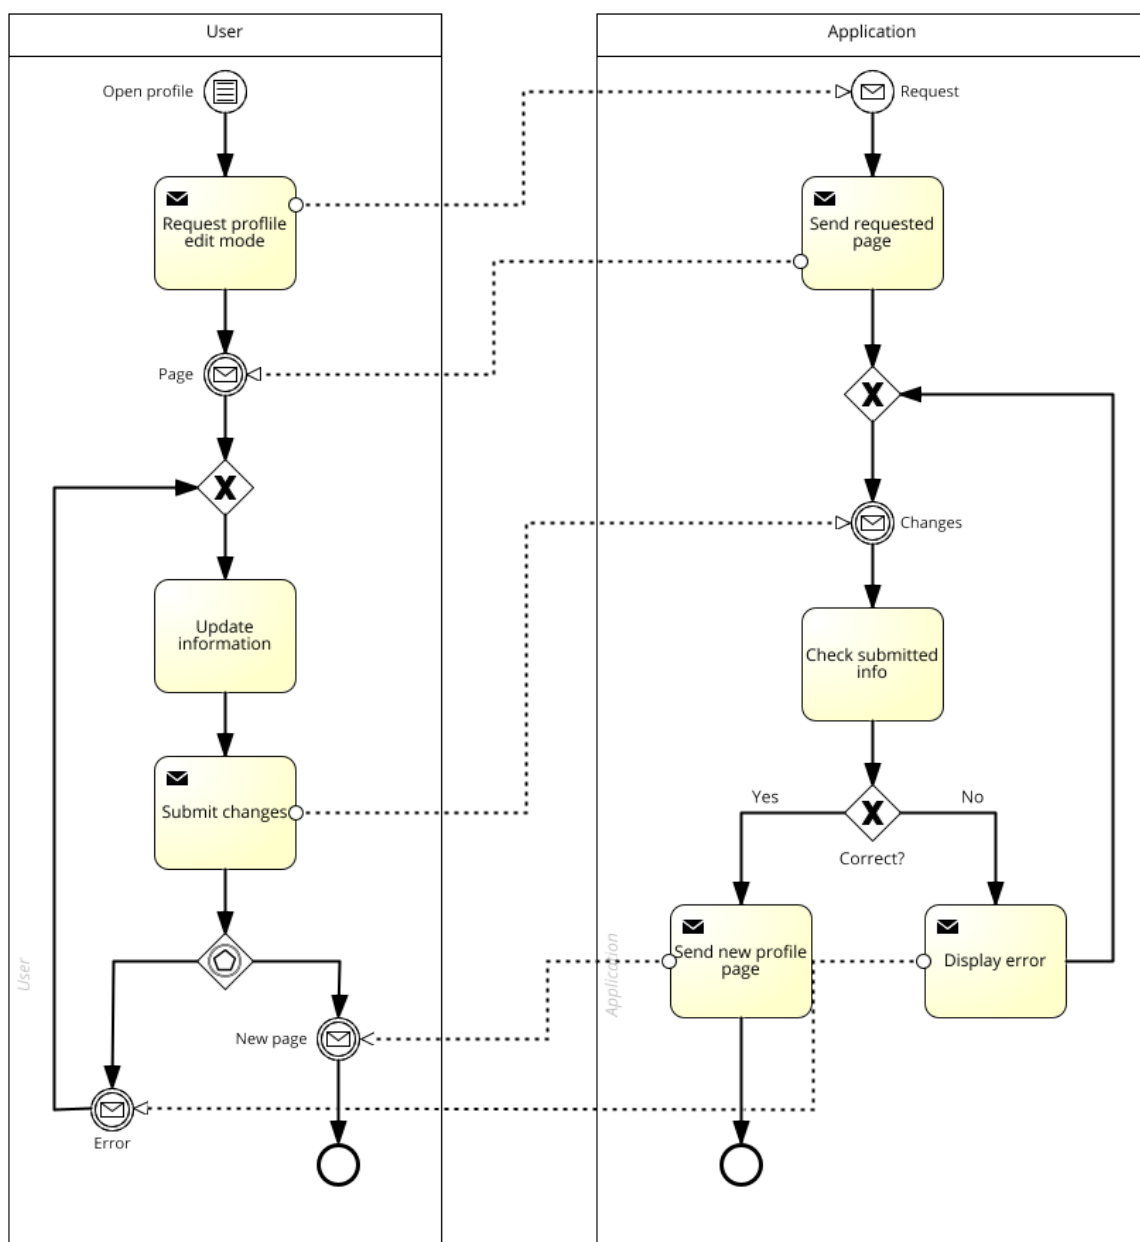 User
Application
Open profile
Request
Request proflile
edit mode
Send requested
page
Page
Changes
Update
information
Check submitted
info
Submit changes
Yes
No
Correct?
Send new profile
page
Display error
User
Application
New page
Error